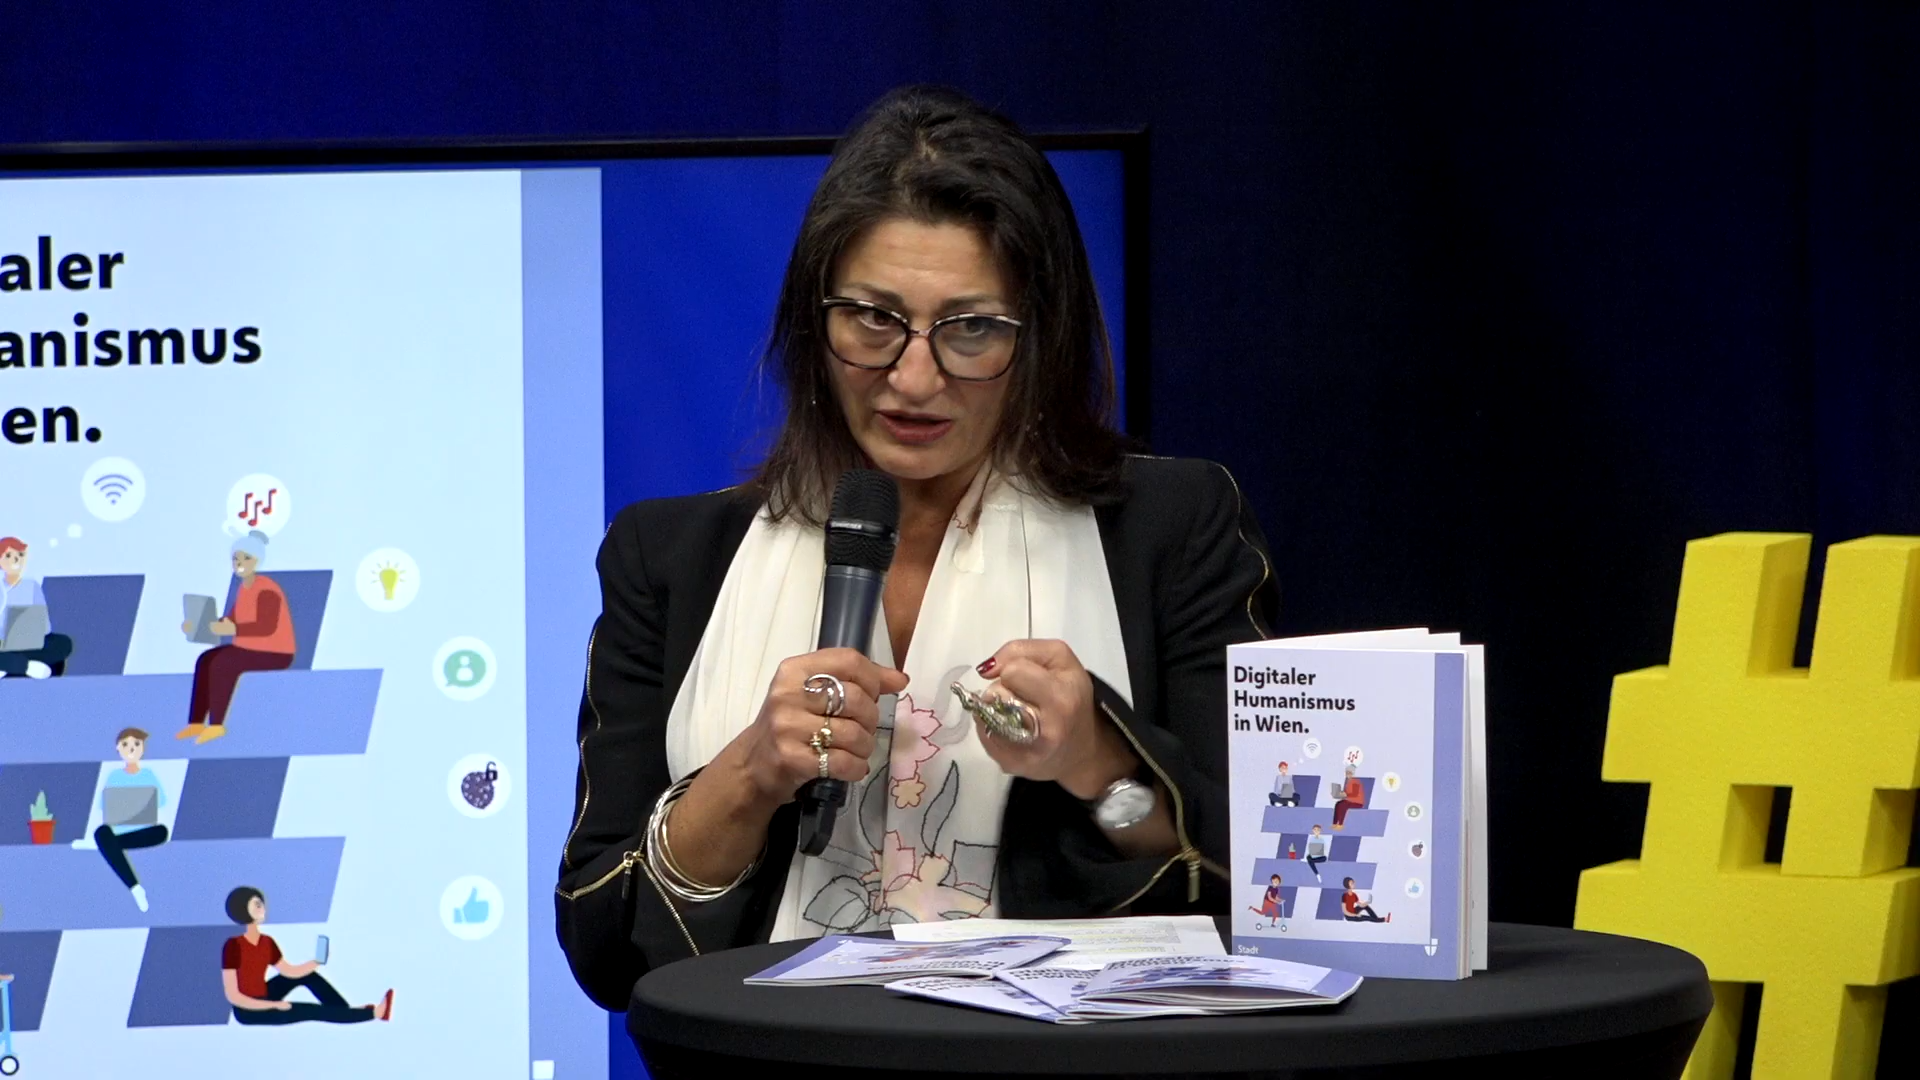 aler
anismus
en.
Digitaler
Humanismus
in Wien.
Stadt